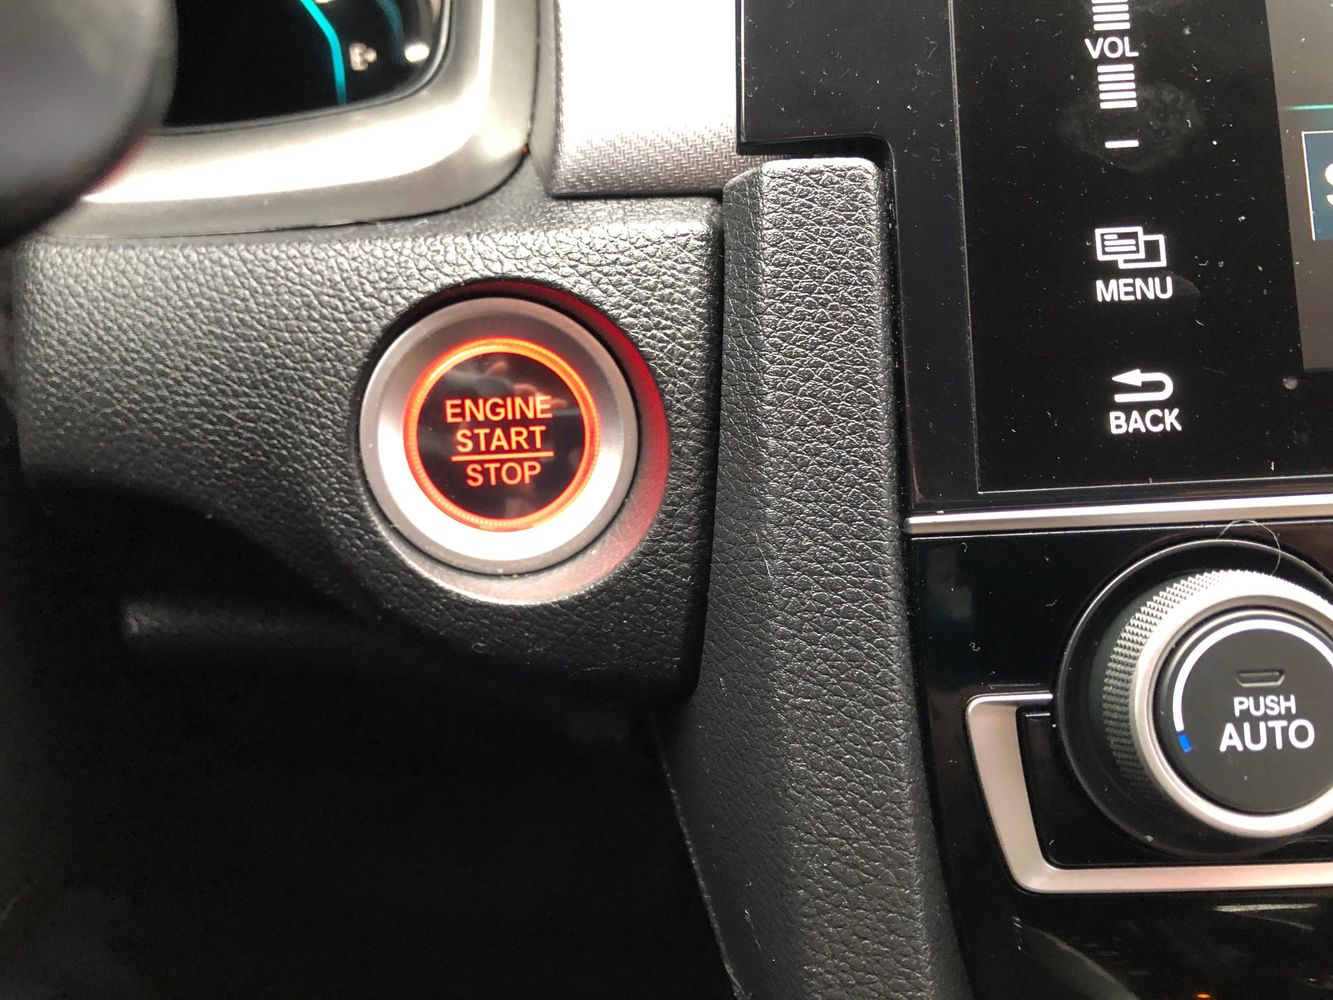 VOL
MENU
BACK
ENGINE
START
STOP
PUSH
AUTO